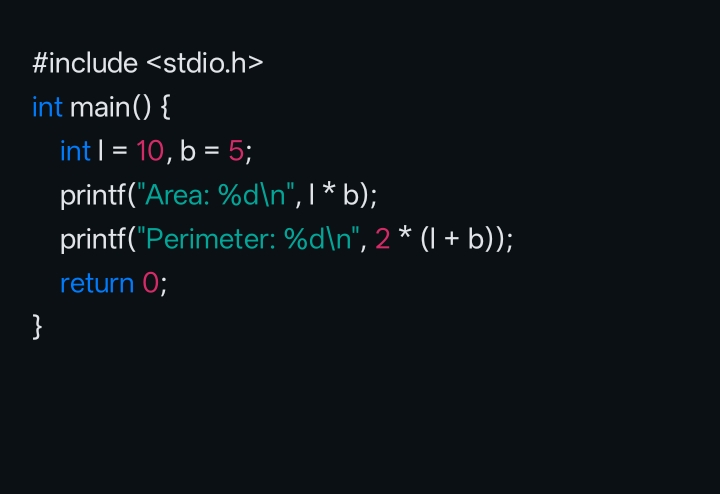 #include <stdio.h>
int main() {
    int l = 10, b = 5;
    printf("Area: %d\n", l * b);
    printf("Perimeter: %d\n", 2 * (l + b));
    return 0;
}